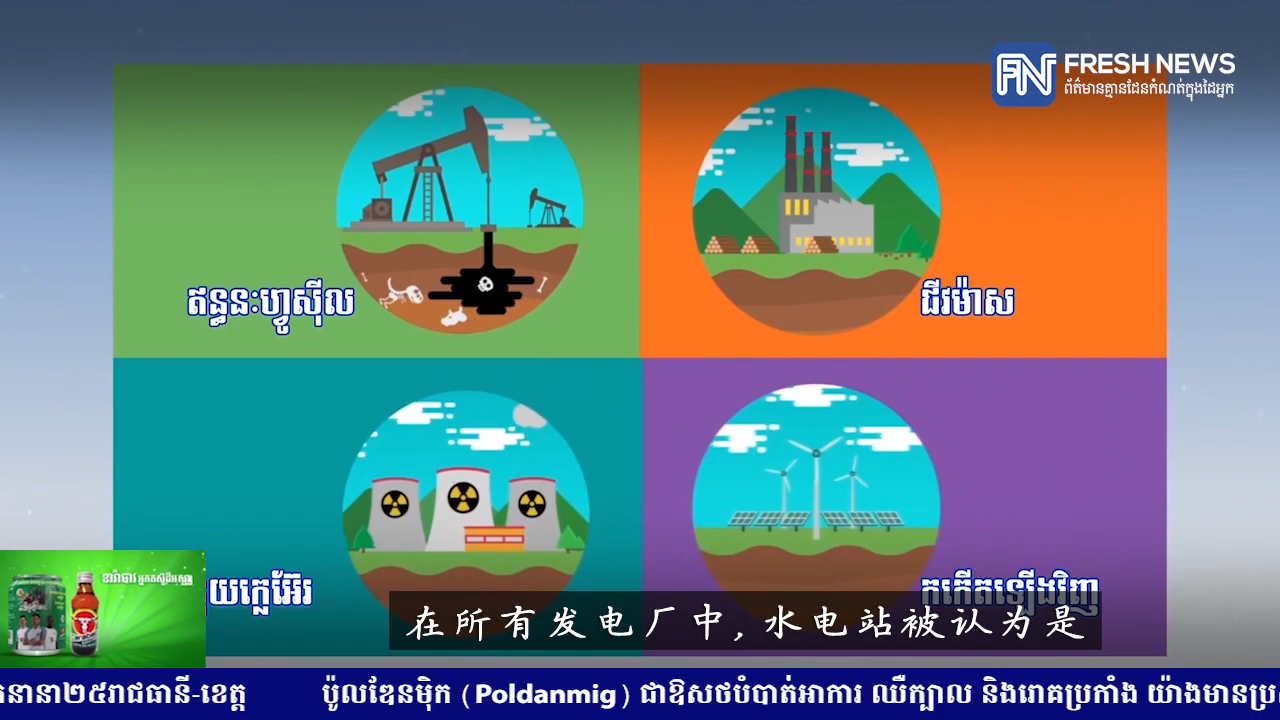 FRESH NEWS
ព័ត៌មានគ្មានដែនកំណត់ក្នុងដៃអ្នក
ឥន្ធនៈហ្វូស៊ីល
ជីវម៉ាស
យក្លេអ៊ែរ
កកើតឡើងវិញ
在所有发电厂中, 水电站被认为是
នានា២៥រាជធានី-ខេត្ត
ប៉ូលឌែនម៉ិក (Poldanmig) ជាឱសថបំបាត់អាការ ឈឺក្បាល និងរោគប្រកាំង យ៉ាងមាន